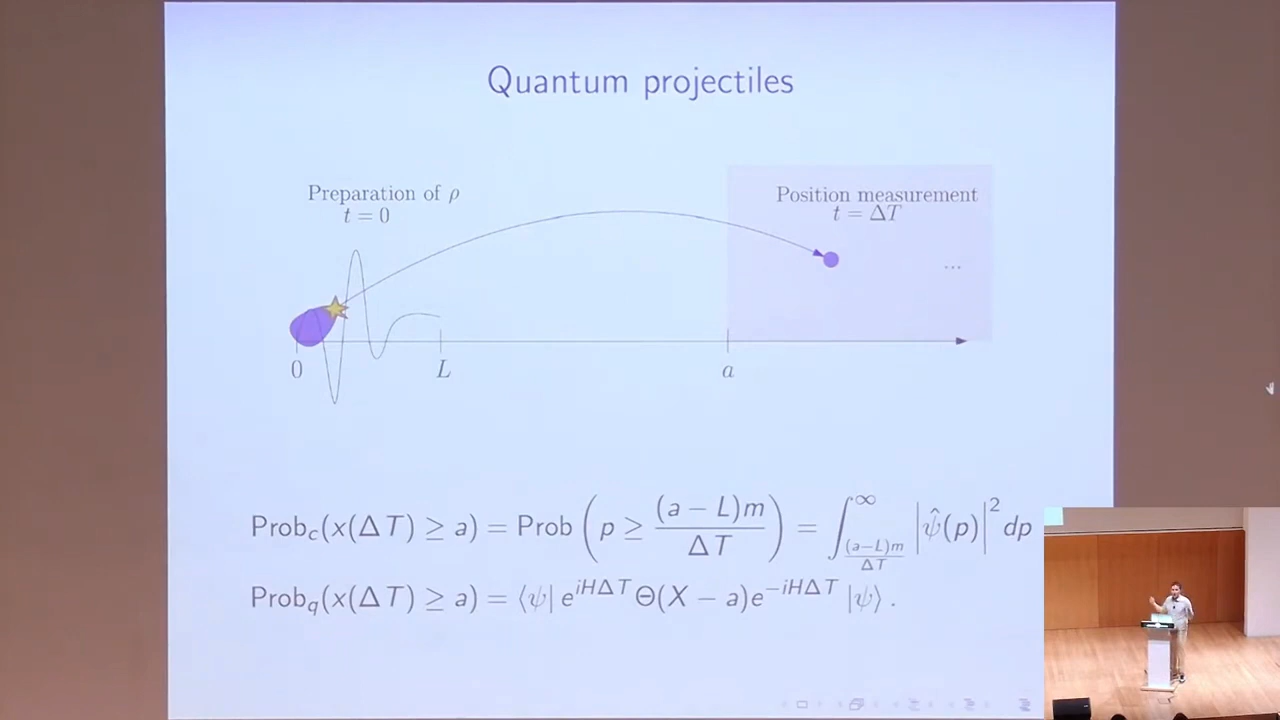 Quantum projectiles
Preparation of ρ
t = 0
Position measurement
t = ΔT
...
0
L
a
Prob_c(x(ΔT) ≥ a) = Prob(p ≥ (a − L)m / ΔT) = ∫_{(a−L)m/ΔT}^{∞} |ψ̂(p)|² dp
Prob_q(x(ΔT) ≥ a) = ⟨ψ| e^{iHΔT} Θ(X − a) e^{−iHΔT} |ψ⟩.